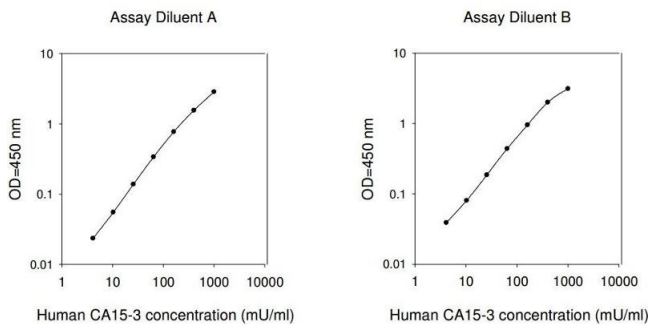 Assay Diluent A
10
1
0.1
0.01
OD=450 nm
1 10 100 1000 10000
Human CA15-3 concentration (mU/ml)
Assay Diluent B
10
1
0.1
0.01
OD=450 nm
1 10 100 1000 10000
Human CA15-3 concentration (mU/ml)